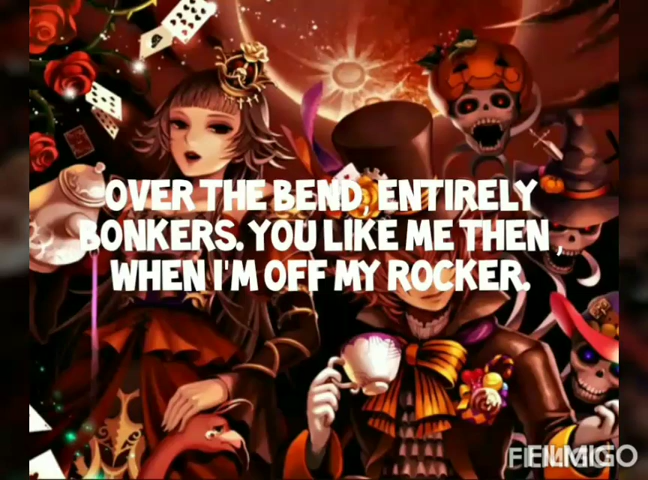 OVER THE BEND, ENTIRELY
BONKERS. YOU LIKE ME THEN ,
WHEN I'M OFF MY ROCKER.
FILMIGO